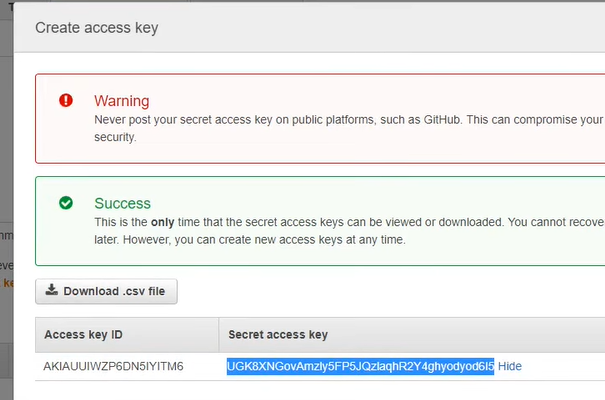 Create access key
Warning
Never post your secret access key on public platforms, such as GitHub. This can compromise your
security.
Success
This is the only time that the secret access keys can be viewed or downloaded. You cannot
later. However, you can create new access keys at any time.
Download .csv file
Access key ID Secret access key
AKIAUUIWZP6DN5IYITM6 Hide